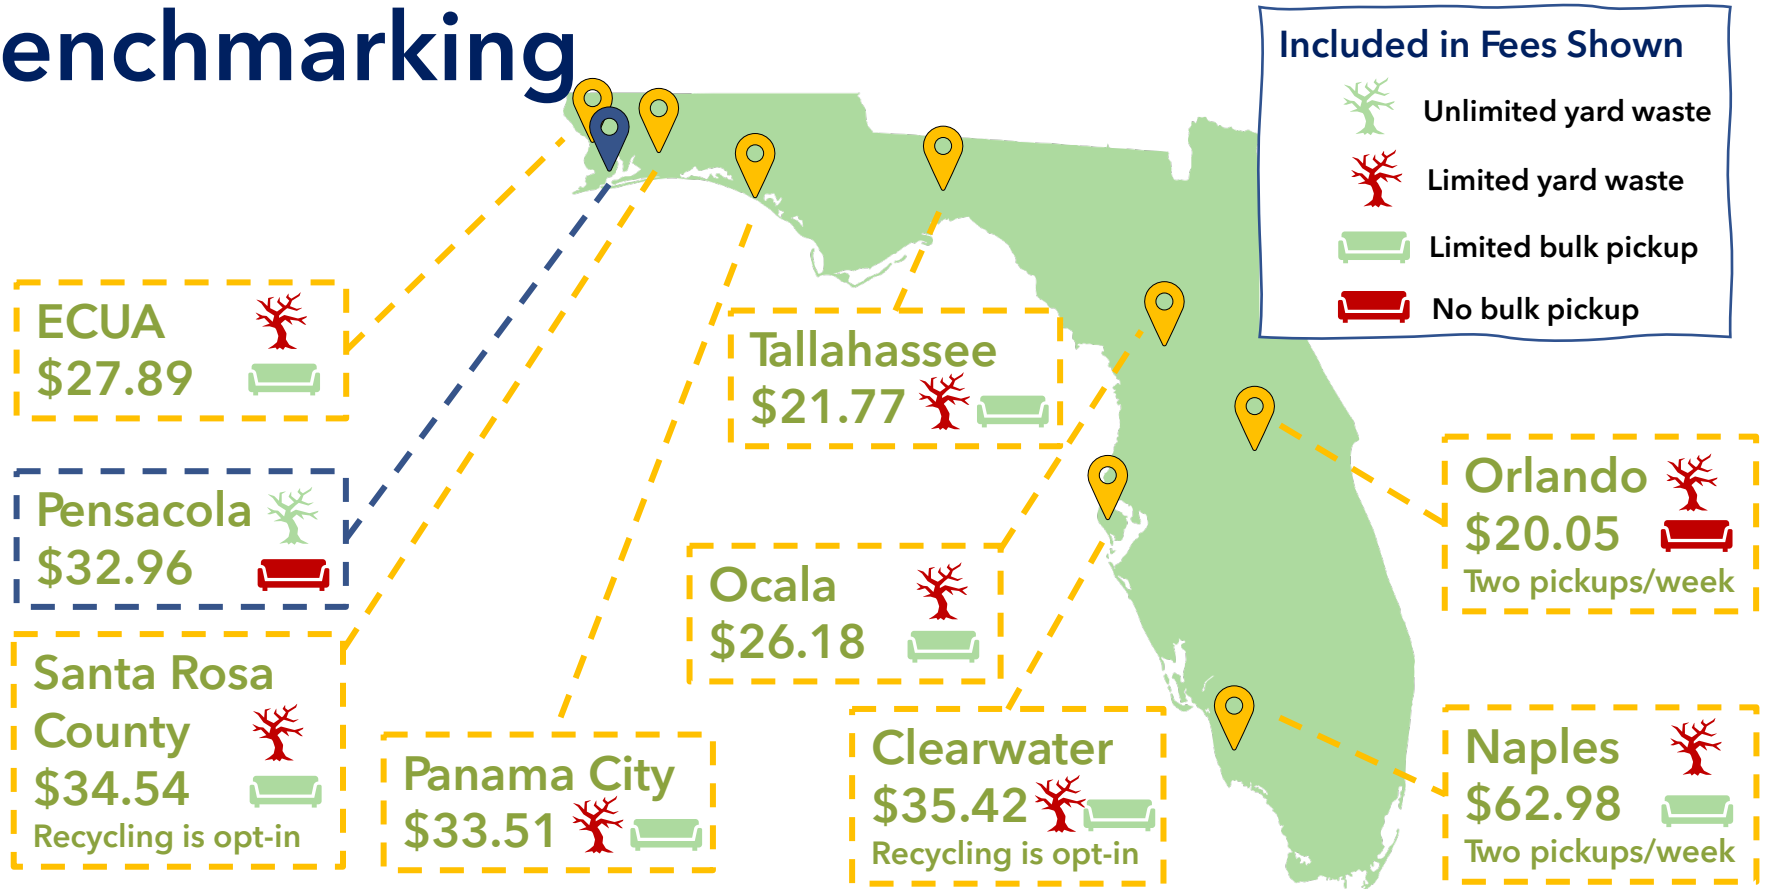 enchmarking
Included in Fees Shown
Unlimited yard waste
Limited yard waste
Limited bulk pickup
No bulk pickup
ECUA
$27.89
Tallahassee
$21.77
Pensacola
$32.96
Orlando
$20.05
Two pickups/week
Ocala
$26.18
Santa Rosa
County
$34.54
Recycling is opt-in
Panama City
$33.51
Clearwater
$35.42
Recycling is opt-in
Naples
$62.98
Two pickups/week